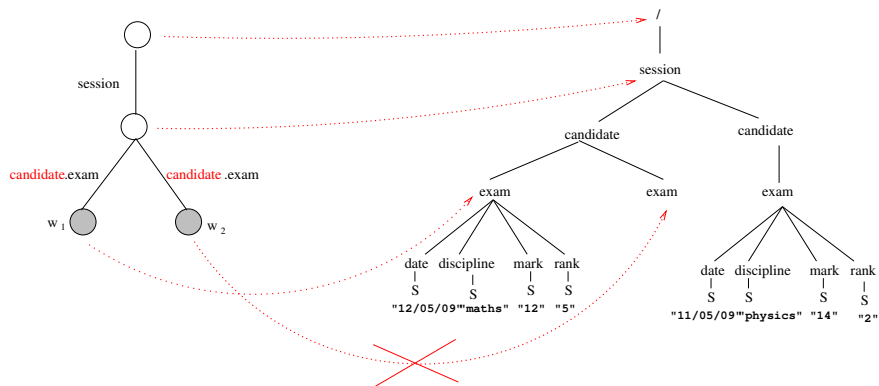 /
session
session
candidate
candidate
candidate.exam
candidate .exam
exam
exam
exam
w 1
w 2
date discipline mark rank
S S S S
"12/05/09""maths" "12" "5"
date discipline mark rank
S S S S
"11/05/09""physics" "14" "2"